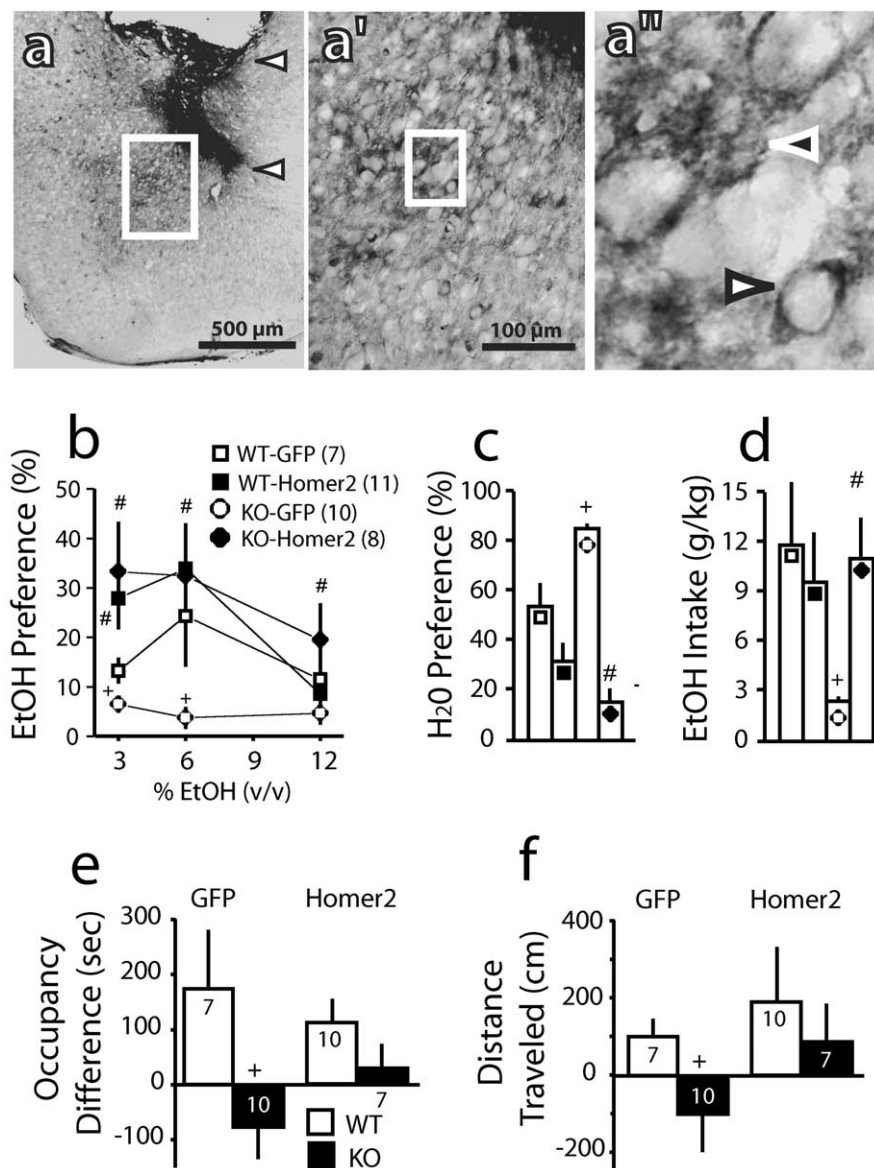 a
a'
a"
500 µm
100 µm
b
WT-GFP (7)
WT-Homer2 (11)
KO-GFP (10)
KO-Homer2 (8)
EtOH Preference (%)
50
40
30
20
10
0
#
#
#
#
+
+
3
6
9
12
% EtOH (v/v)
c
H20 Preference (%)
100
80
60
40
20
0
+
#
-
d
EtOH Intake (g/kg)
15
12
9
6
3
0
+
#
e
GFP
Homer2
Occupancy
Difference (sec)
300
200
100
0
-100
7
+
10
10
7
WT
KO
f
GFP
Homer2
Distance
Traveled (cm)
400
200
0
-200
7
+
10
10
7